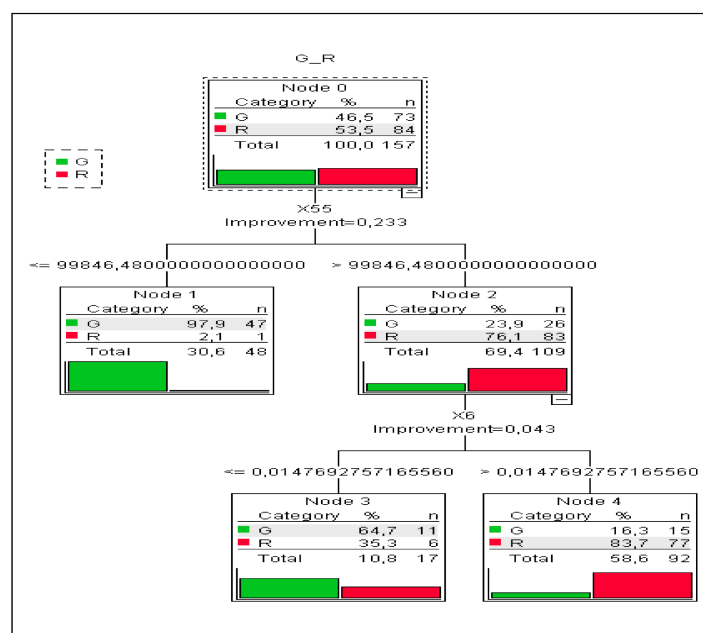 G_R
Node 0
Category % n
G 46,5 73
R 53,5 84
Total 100,0 157
G
R
X55
Improvement=0,233
<= 99846,48000000000000000
> 99846,48000000000000000
Node 1
Category % n
G 97,9 47
R 2,1 1
Total 30,6 48
Node 2
Category % n
G 23,9 26
R 76,1 83
Total 69,4 109
X6
Improvement=0,043
<= 0,0147692757165560
> 0,0147692757165560
Node 3
Category % n
G 64,7 11
R 35,3 6
Total 10,8 17
Node 4
Category % n
G 16,3 15
R 83,7 77
Total 58,6 92